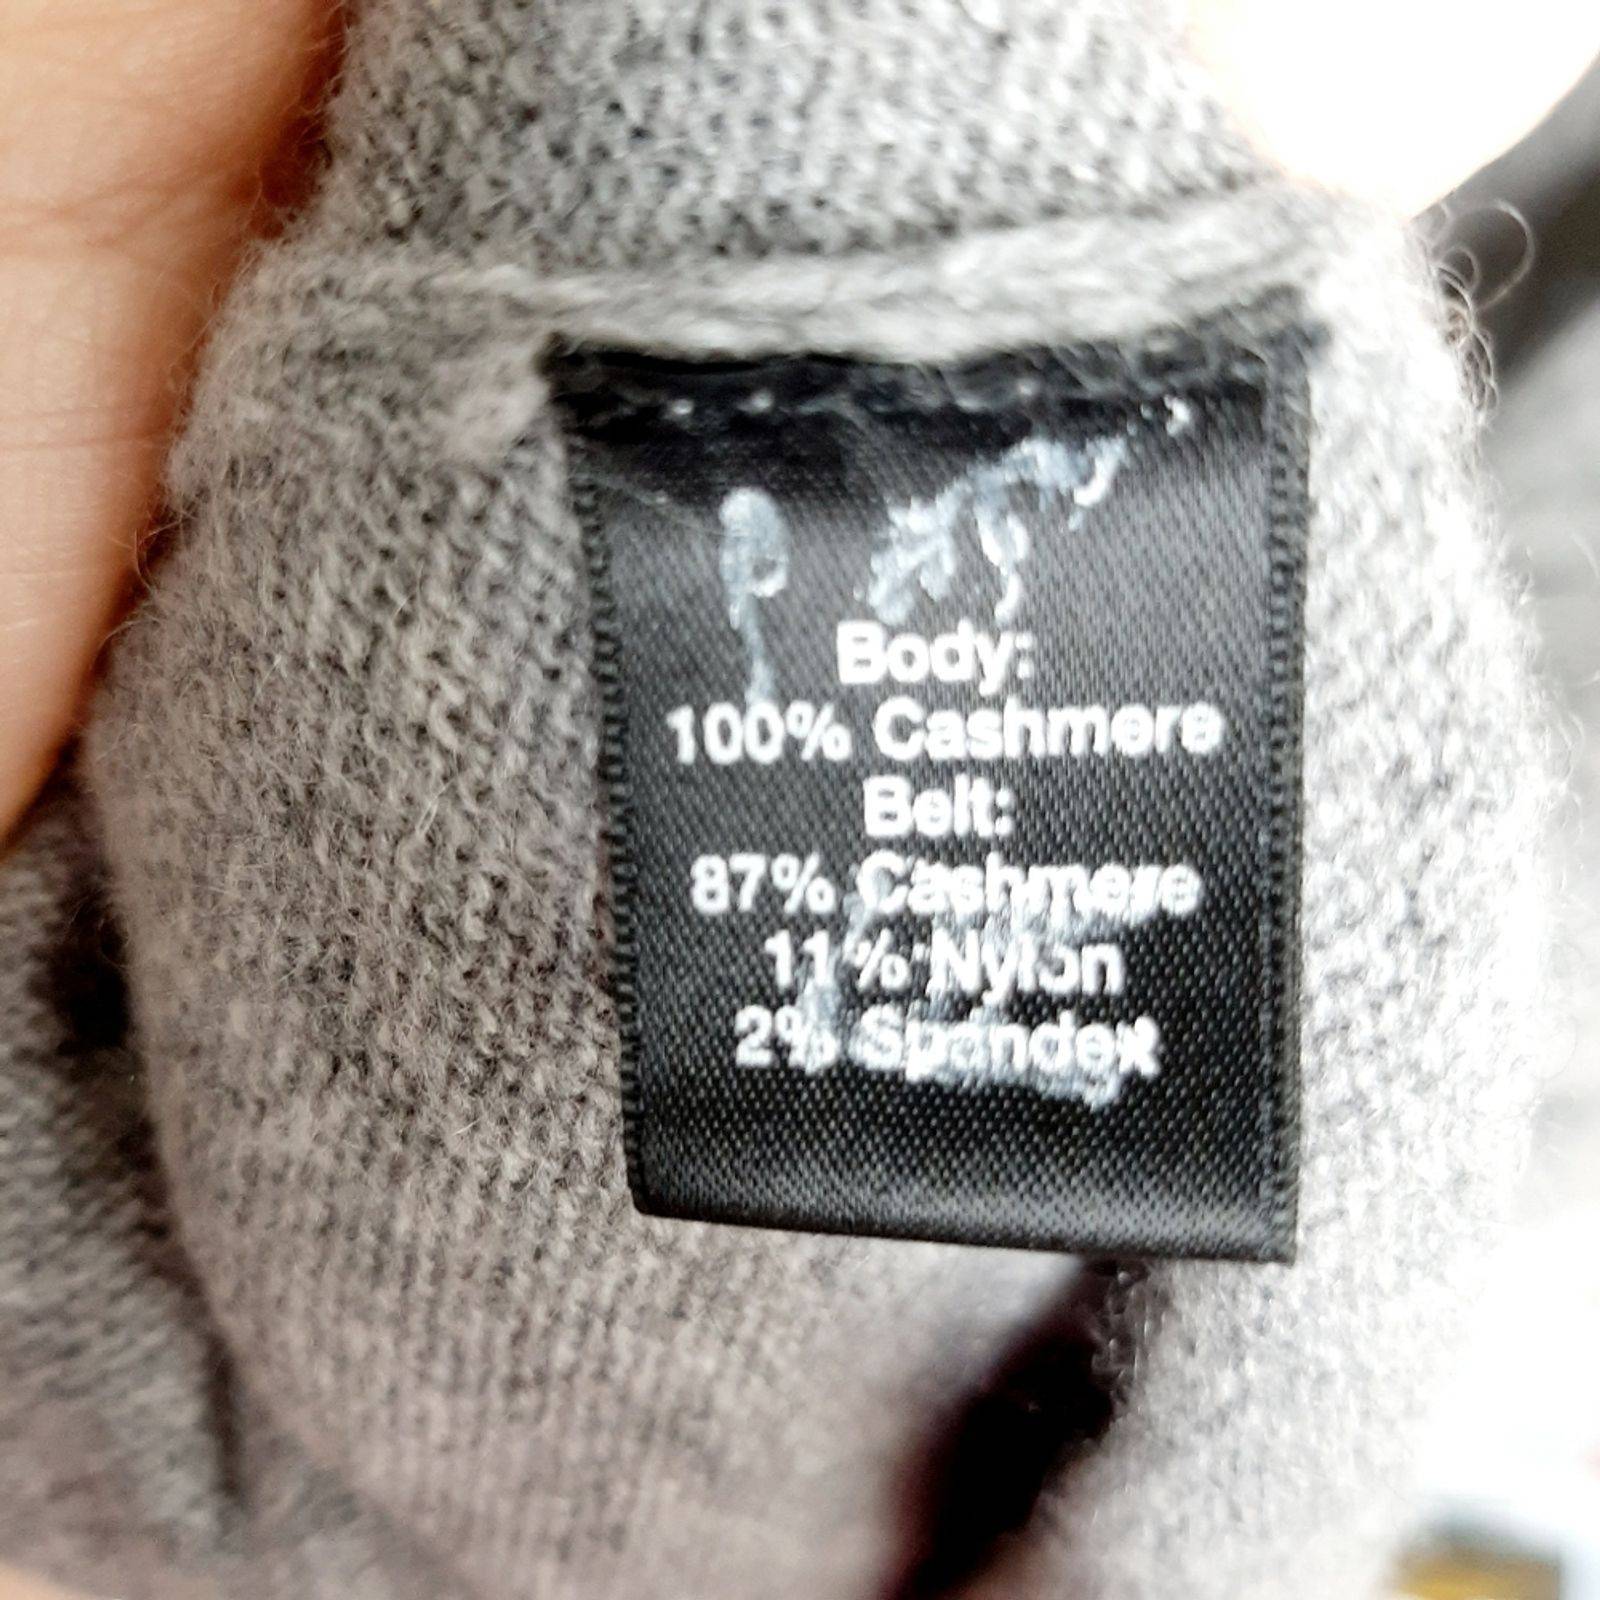 Body:
100% Cashmere
Belt:
87% Cashmere
11% Nylon
2% Spandex